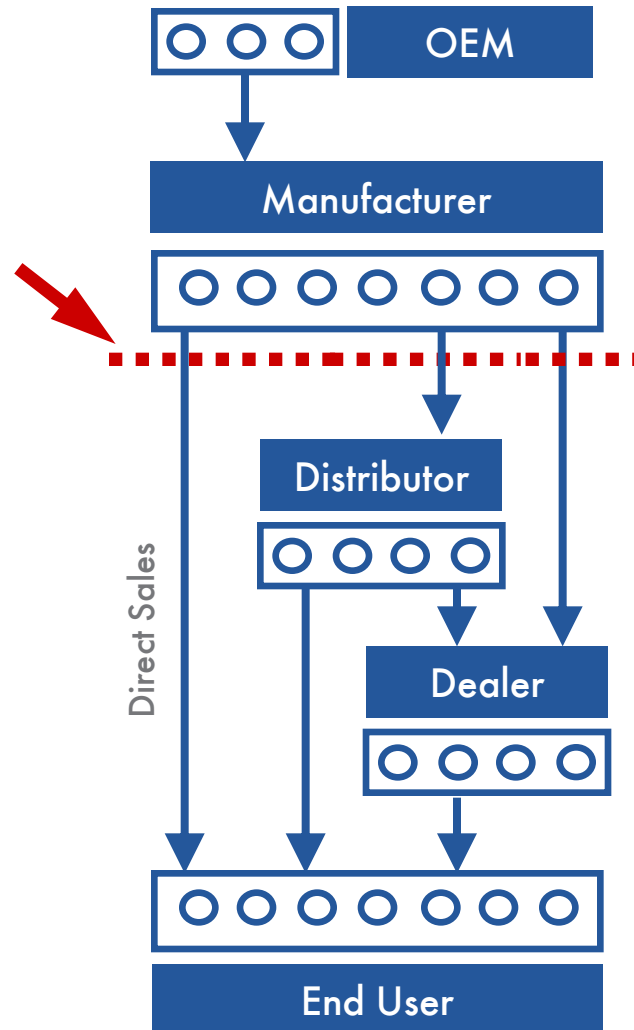 OEM
Manufacturer
Distributor
Direct Sales
Dealer
End User